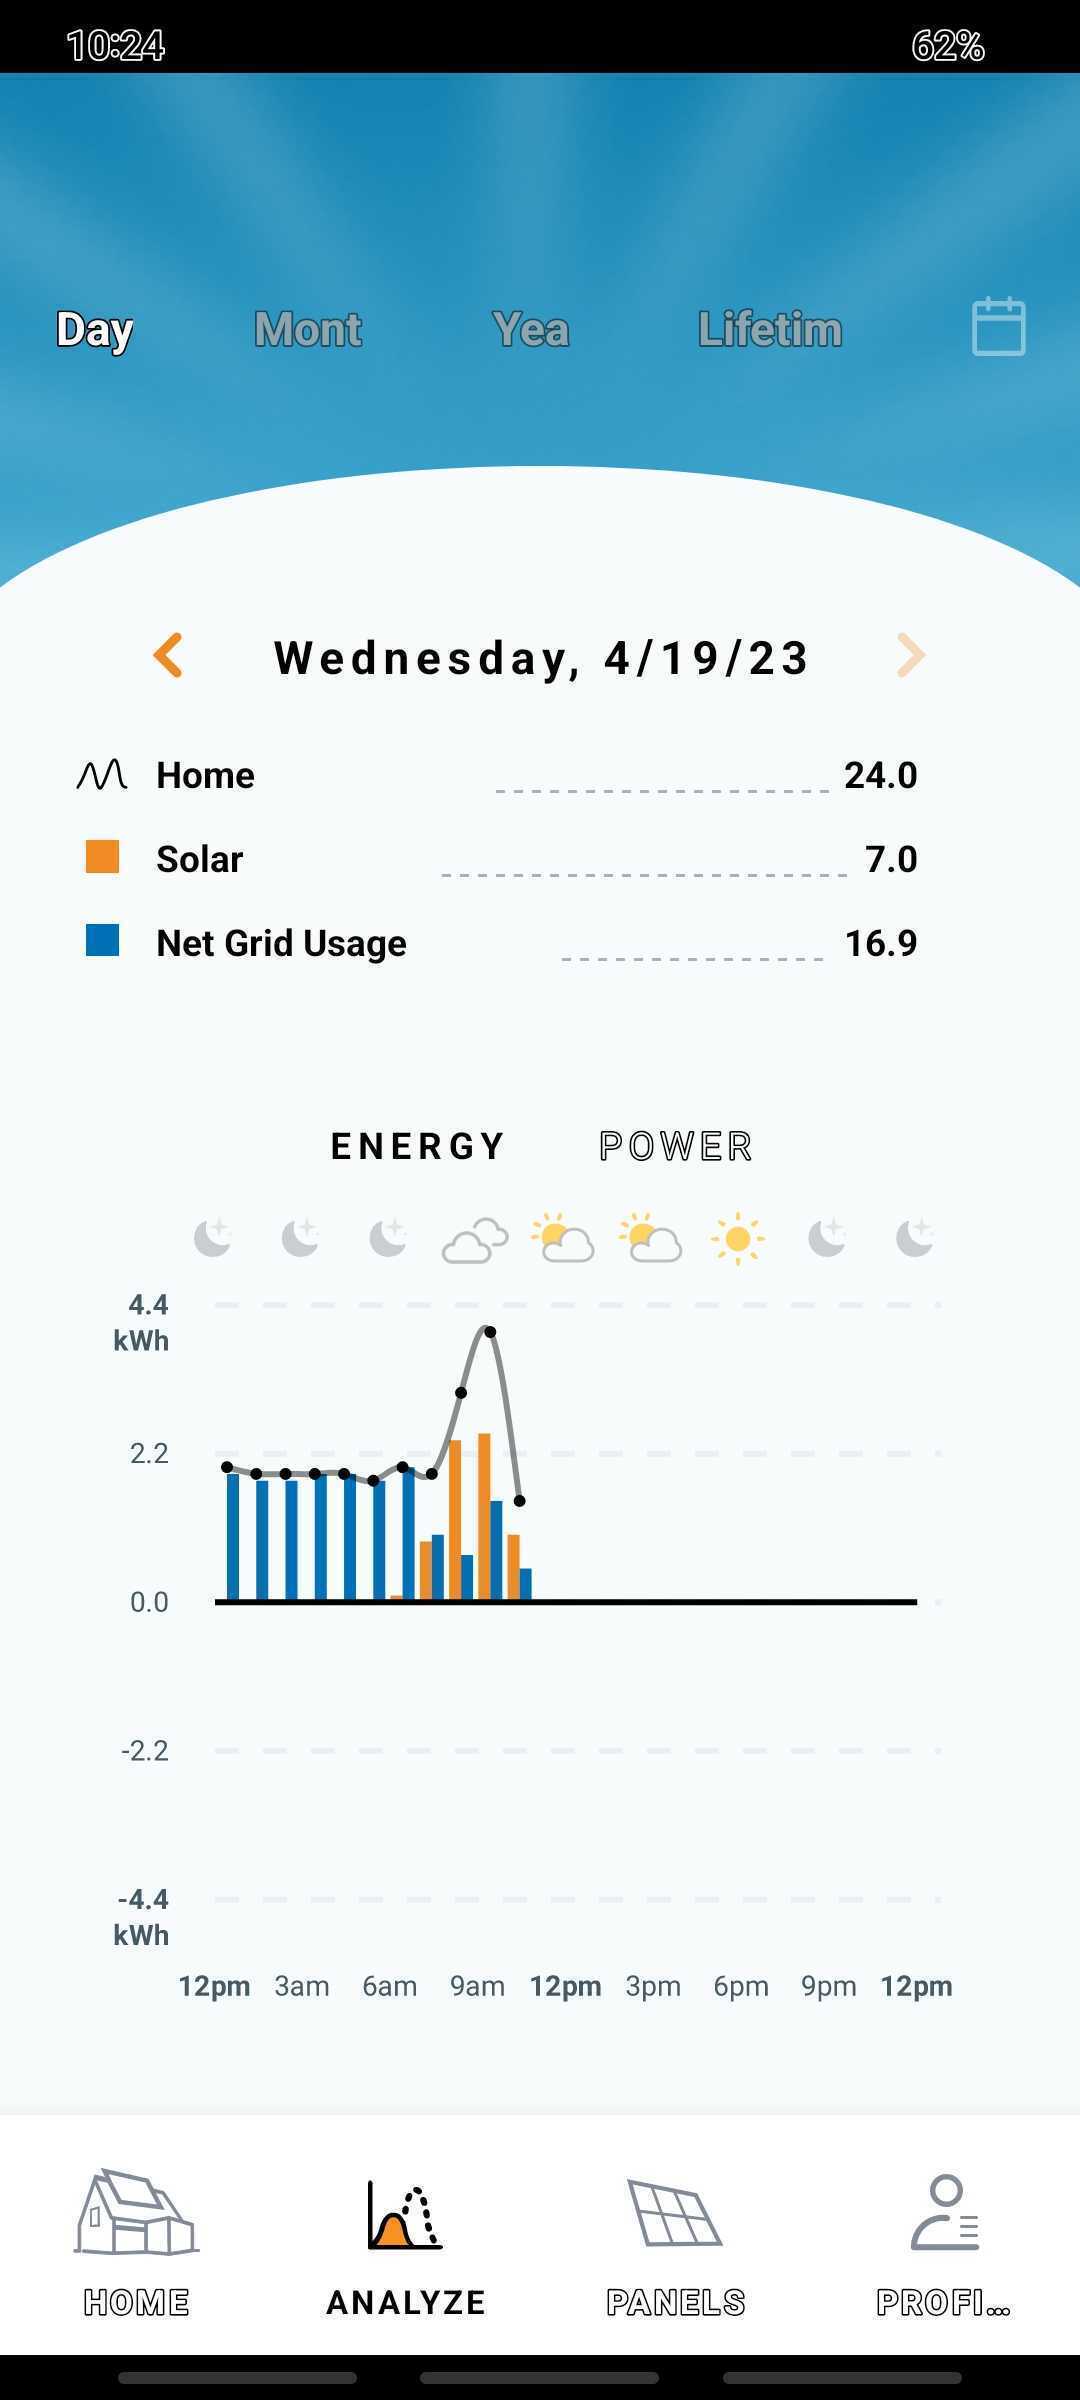 10:24 62%
Day Mont Yea Lifetim
Wednesday, 4/19/23
Home 24.0
Solar 7.0
Net Grid Usage 16.9
ENERGY POWER
4.4
kWh
2.2
0.0
-2.2
-4.4
kWh
12pm 3am 6am 9am 12pm 3pm 6pm 9pm 12pm
HOME ANALYZE PANELS PROFI...